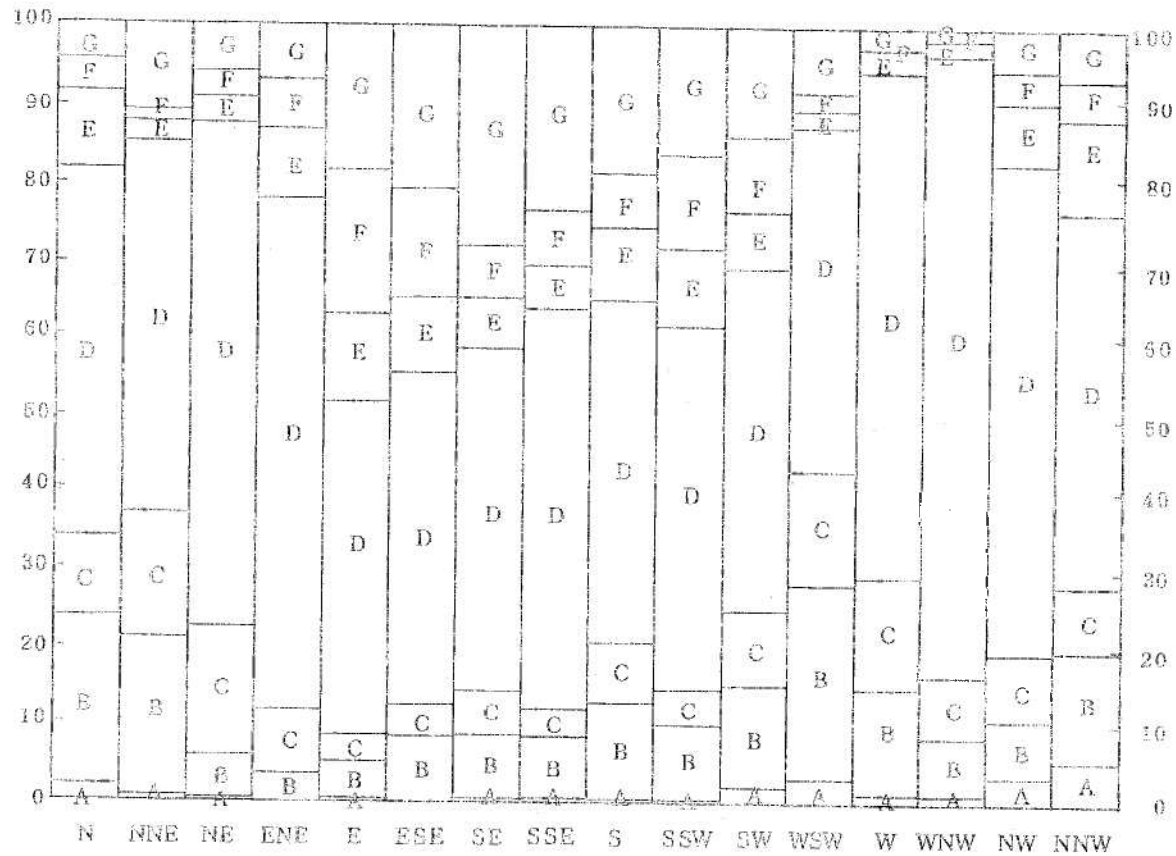 100
G G G G G G F G F E G G 100
F F G G G E F
90 F E F G G G F F 90
E E G E E
E E
80 F 80
F F F F F E
70 F E D 70
E E
60 D E E D 60
D D E D
D D
50 D D 50
40 D D 40
D D D D C
30 C C 30
C C C
20 C C B 20
B B C C B C C B
10 C C C C B B 10
B B B B B B B B B
0 A A A A A A A A A A A A A A 0
N NNE NE ENE E ESE SE SSE S SSW SW WSW W WNW NW NNW